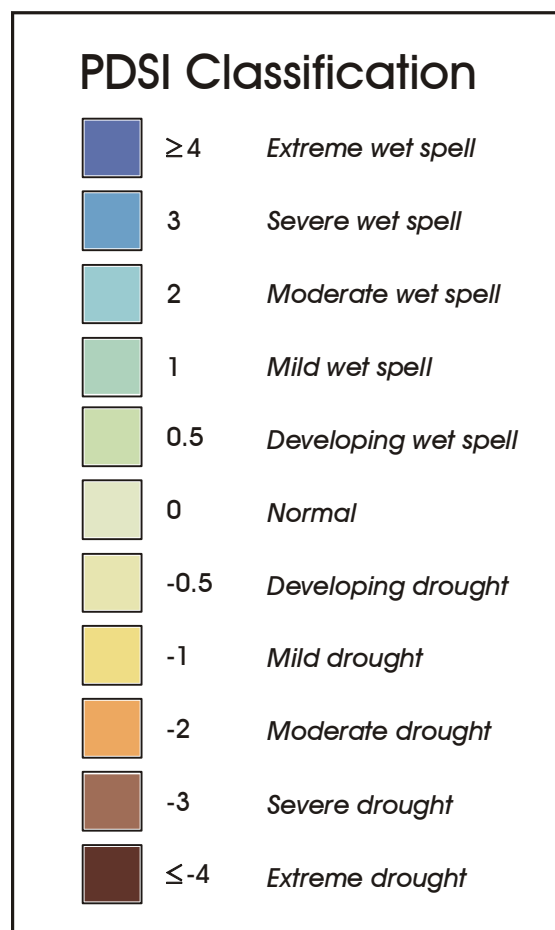 PDSI Classification
≥4 Extreme wet spell
3 Severe wet spell
2 Moderate wet spell
1 Mild wet spell
0.5 Developing wet spell
0 Normal
-0.5 Developing drought
-1 Mild drought
-2 Moderate drought
-3 Severe drought
≤-4 Extreme drought